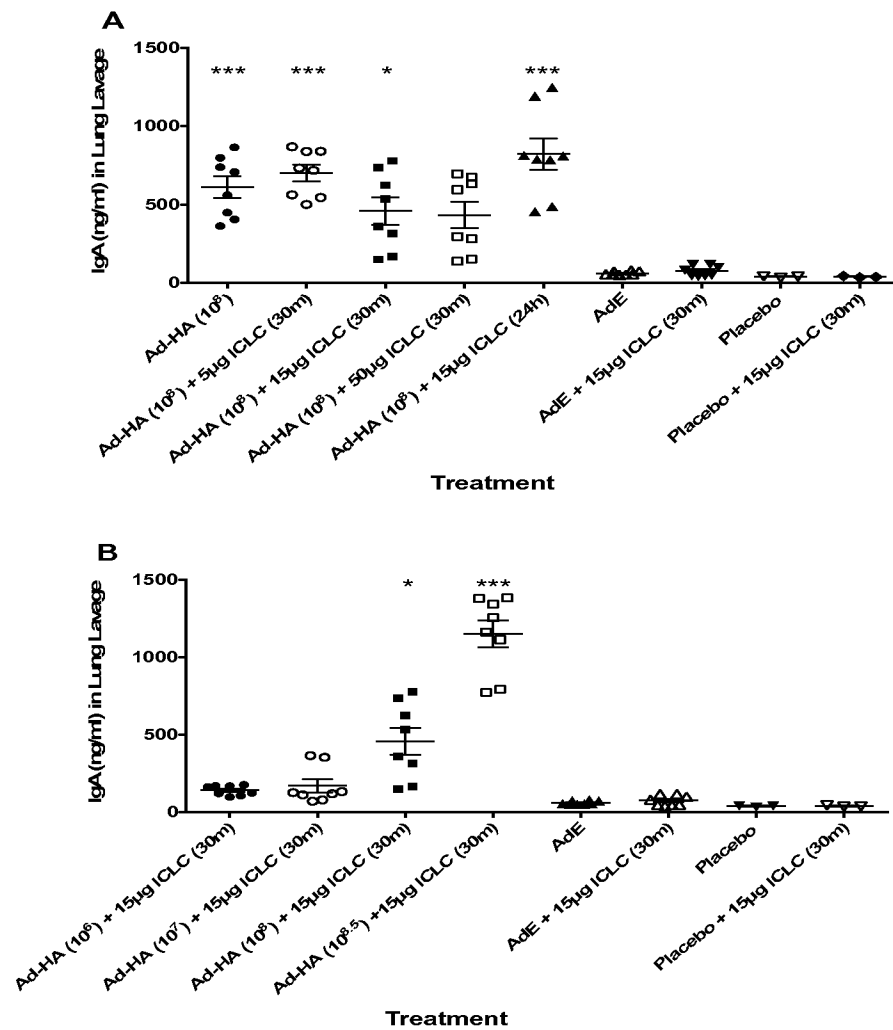 A
IgA (ng/ml) in Lung Lavage
1500
1000
500
0
*** *** * ***
Ad-HA (10⁸)
Ad-HA (10⁸) + 5µg ICLC (30m)
Ad-HA (10⁸) + 15µg ICLC (30m)
Ad-HA (10⁸) + 50µg ICLC (30m)
Ad-HA (10⁸) + 15µg ICLC (24h)
AdE
AdE + 15µg ICLC (30m)
Placebo
Placebo + 15µg ICLC (30m)
Treatment
B
IgA (ng/ml) in Lung Lavage
1500
1000
500
0
* ***
Ad-HA (10⁶) + 15µg ICLC (30m)
Ad-HA (10⁷) + 15µg ICLC (30m)
Ad-HA (10⁸) + 15µg ICLC (30m)
Ad-HA (10⁸·⁵) +15µg ICLC (30m)
AdE
AdE + 15µg ICLC (30m)
Placebo
Placebo + 15µg ICLC (30m)
Treatment